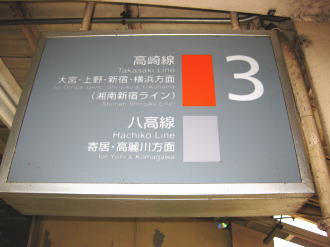 高崎線
Takasaki Line
大宮・上野・新宿・横浜方面
for Omiya, Ueno, Shinjuku & Yokohama
(湘南新宿ライン)
(Shonan Shinjuku Line)
3
八高線
Hachikō Line
寄居・高麗川方面
for Yorii & Komagawa